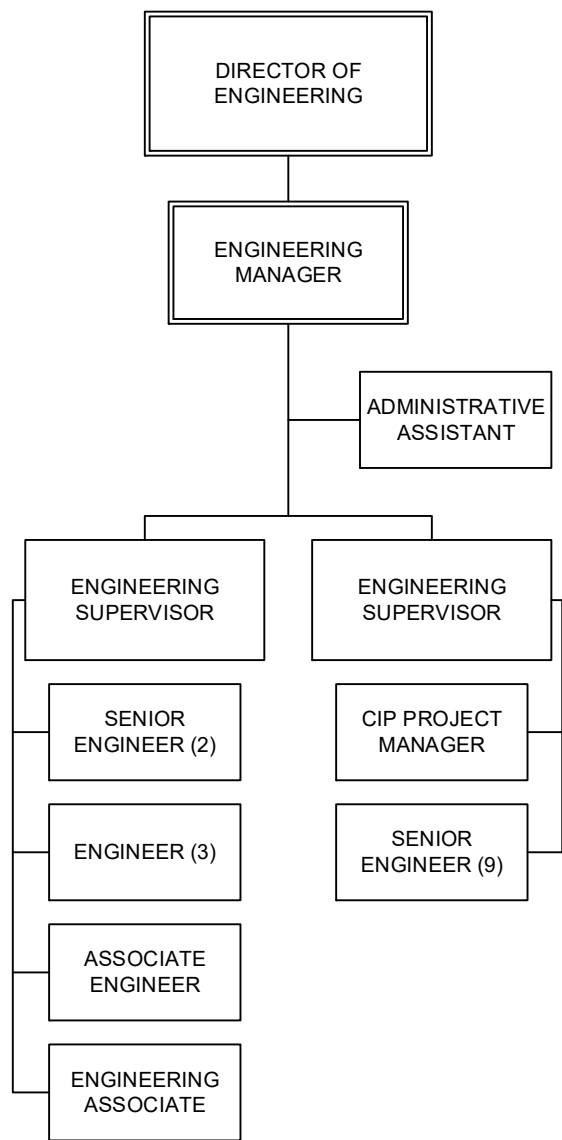 DIRECTOR OF
ENGINEERING
ENGINEERING
MANAGER
ADMINISTRATIVE
ASSISTANT
ENGINEERING
SUPERVISOR
SENIOR
ENGINEER (2)
ENGINEER (3)
ASSOCIATE
ENGINEER
ENGINEERING
ASSOCIATE
ENGINEERING
SUPERVISOR
CIP PROJECT
MANAGER
SENIOR
ENGINEER (9)